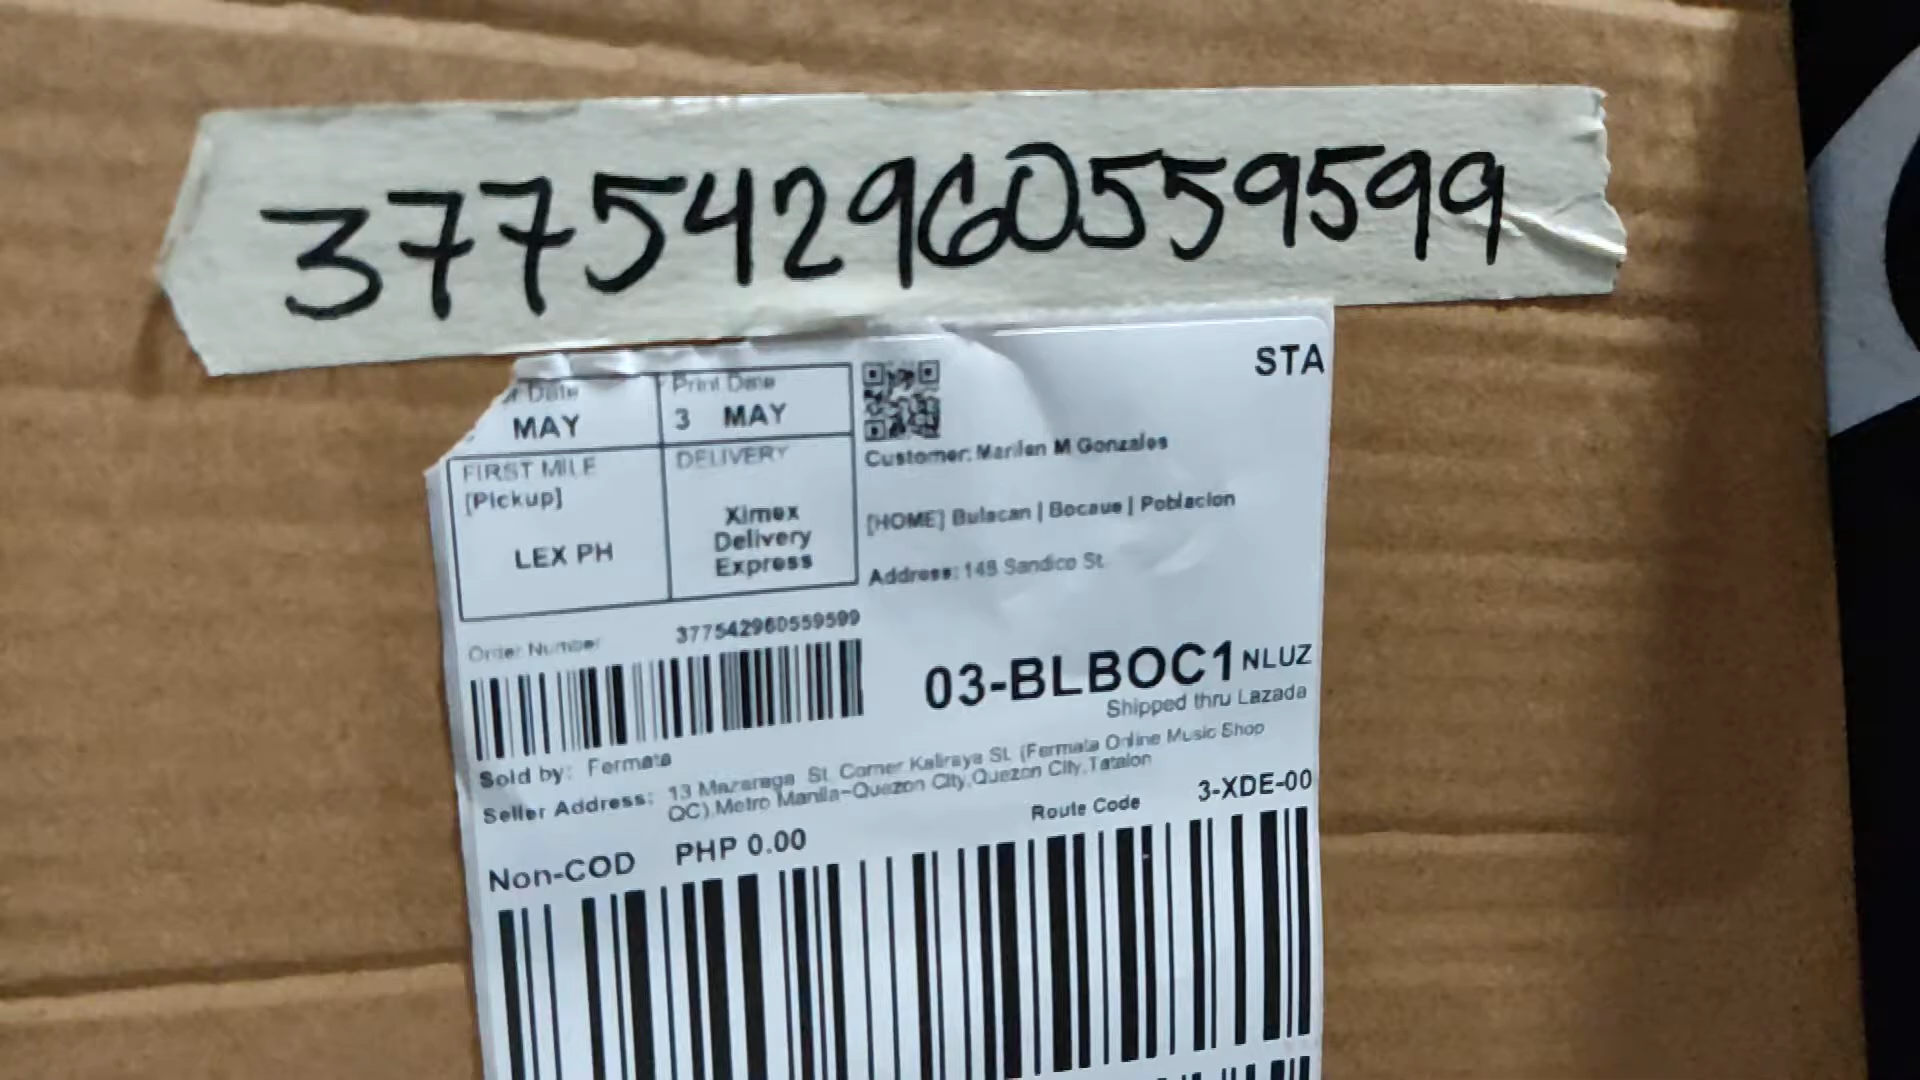 377542960559599
STA
Date
MAY
Print Date
3 MAY
FIRST MILE
[Pickup]
LEX PH
DELIVERY
Ximex
Delivery
Express
Customer: Marilen M Gonzales
[HOME] Bulacan | Bocaue | Poblacion
Address: 148 Sandico St.
Order Number
377542960559599
03-BLBOC1 NLUZ
Shipped thru Lazada
Sold by: Fermata
Seller Address: 13 Mazaraga St. Corner Kaliraya St. (Fermata Online Music Shop
QC) Metro Manila~Quezon City,Quezon City,Tatalon
Non-COD PHP 0.00
Route Code 3-XDE-00